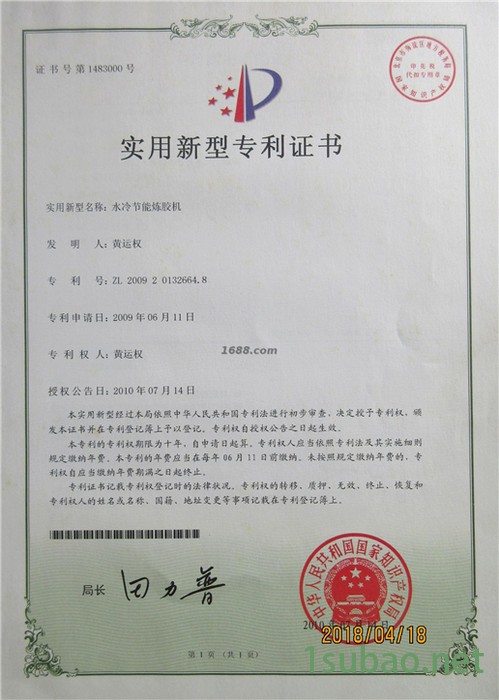 证书号第1483000号
印花税
代扣专用章
国家知识产权局
实用新型专利证书
实用新型名称：水冷节能炼胶机
发 明 人：黄运权
专 利 号：ZL 2009 2 0132664.8
专利申请日：2009年06月11日
专 利 权 人：黄运权
1688.com
授权公告日：2010年07月14日
本实用新型经过本局依照中华人民共和国专利法进行初步审查，决定授予专利权，颁
发本证书并在专利登记簿上予以登记。专利权自授权公告之日起生效。
本专利的专利权期限为十年，自申请日起算。专利权人应当依照专利法及其实施细则
规定缴纳年费。本专利的年费应当在每年06月11日前缴纳。未按照规定缴纳年费的，专
利权自应当缴纳年费期满之日起终止。
专利证书记载专利权登记时的法律状况。专利权的转移、质押、无效、终止、恢复和
专利权人的姓名或名称、国籍、地址变更等事项记载在专利登记簿上。
局长 田力普
中华人民共和国国家知识产权局
2018/04/18
1subao.net
第1页（共1页）